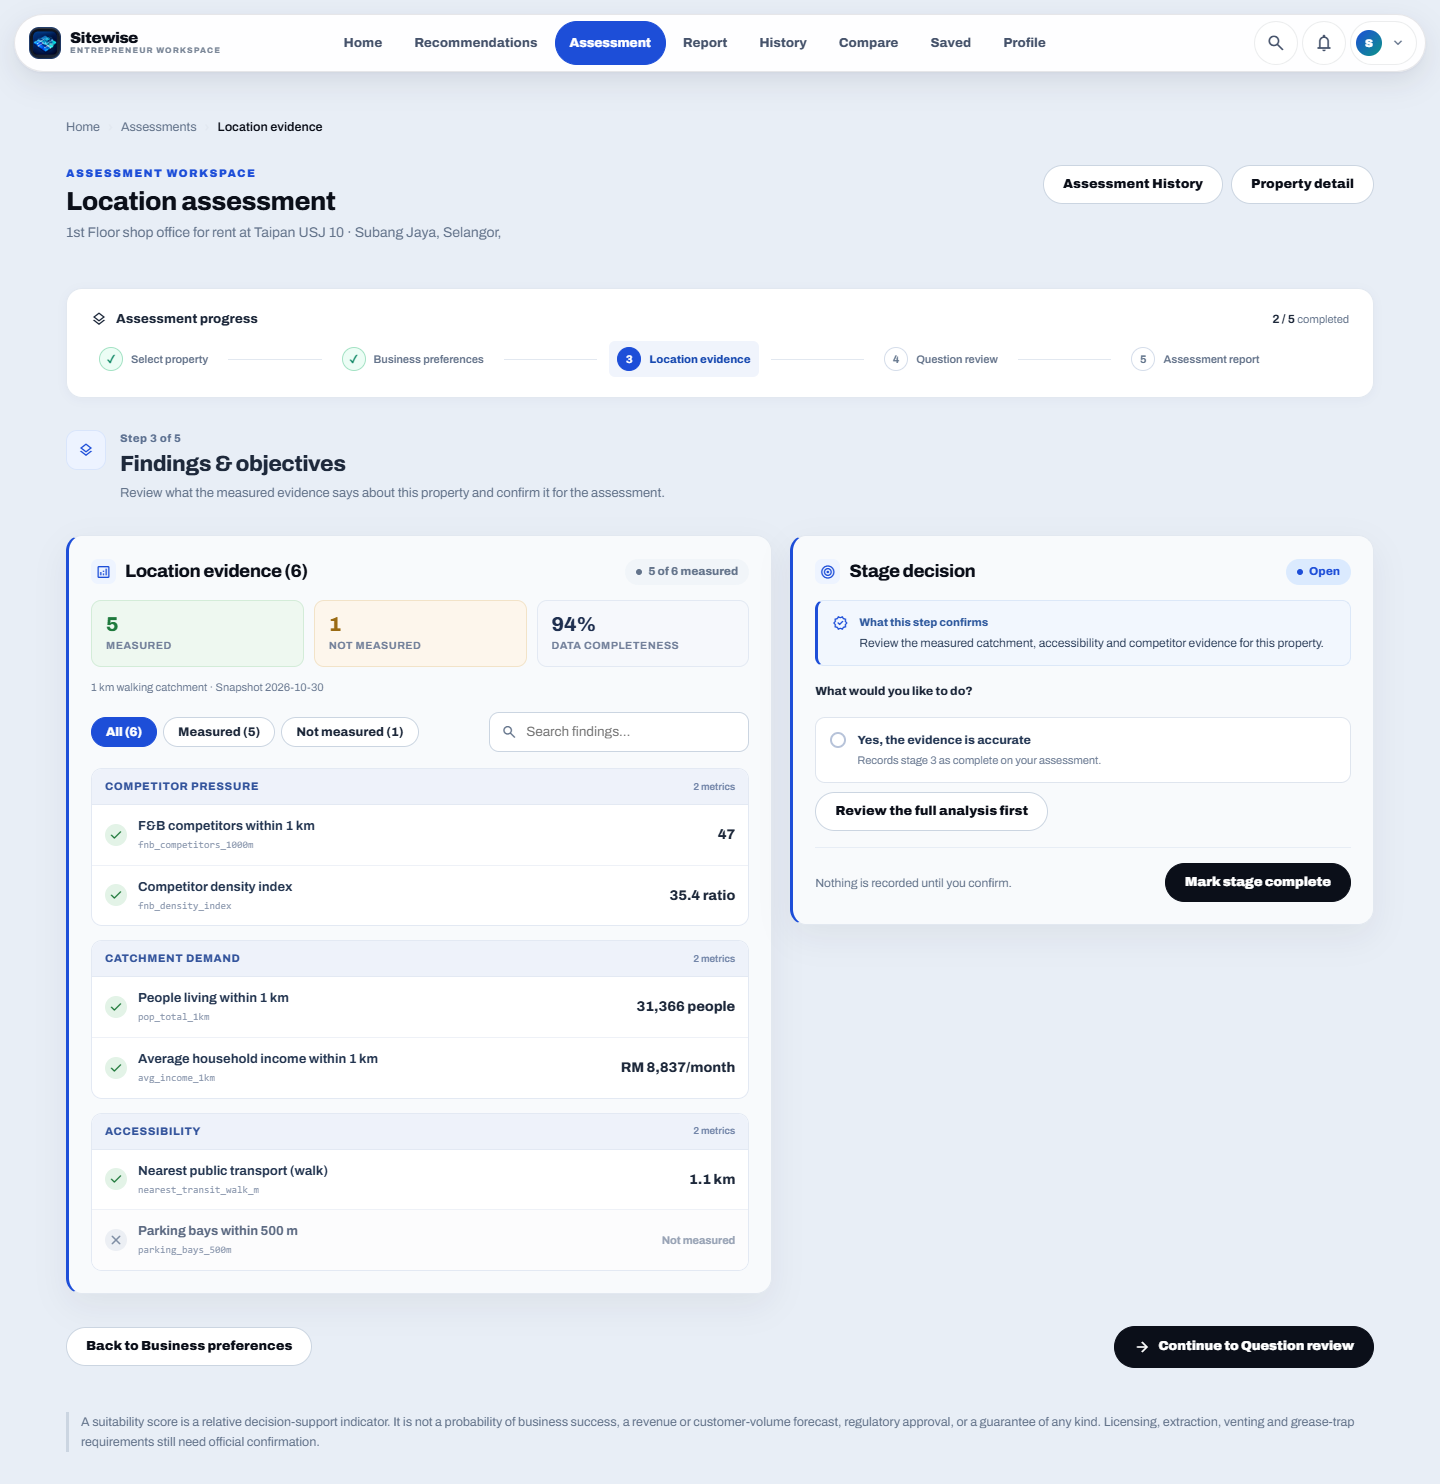 Sitewise
ENTREPRENEUR WORKSPACE
Home
Recommendations
Assessment
Report
History
Compare
Saved
Profile
S
Home
Assessments
Location evidence
ASSESSMENT WORKSPACE
Location assessment
1st Floor shop office for rent at Taipan USJ 10 · Subang Jaya, Selangor,
Assessment History
Property detail
Assessment progress
2 / 5 completed
Select property
Business preferences
3 Location evidence
4 Question review
5 Assessment report
Step 3 of 5
Findings & objectives
Review what the measured evidence says about this property and confirm it for the assessment.
Location evidence (6)
5 of 6 measured
5
MEASURED
1
NOT MEASURED
94%
DATA COMPLETENESS
1 km walking catchment · Snapshot 2026-10-30
All (6)
Measured (5)
Not measured (1)
Search findings...
COMPETITOR PRESSURE
2 metrics
F&B competitors within 1 km
fnb_competitors_1000m
47
Competitor density index
fnb_density_index
35.4 ratio
CATCHMENT DEMAND
2 metrics
People living within 1 km
pop_total_1km
31,366 people
Average household income within 1 km
avg_income_1km
RM 8,837/month
ACCESSIBILITY
2 metrics
Nearest public transport (walk)
nearest_transit_walk_m
1.1 km
Parking bays within 500 m
parking_bays_500m
Not measured
Stage decision
Open
What this step confirms
Review the measured catchment, accessibility and competitor evidence for this property.
What would you like to do?
Yes, the evidence is accurate
Records stage 3 as complete on your assessment.
Review the full analysis first
Nothing is recorded until you confirm.
Mark stage complete
Back to Business preferences
Continue to Question review
A suitability score is a relative decision-support indicator. It is not a probability of business success, a revenue or customer-volume forecast, regulatory approval, or a guarantee of any kind. Licensing, extraction, venting and grease-trap
requirements still need official confirmation.